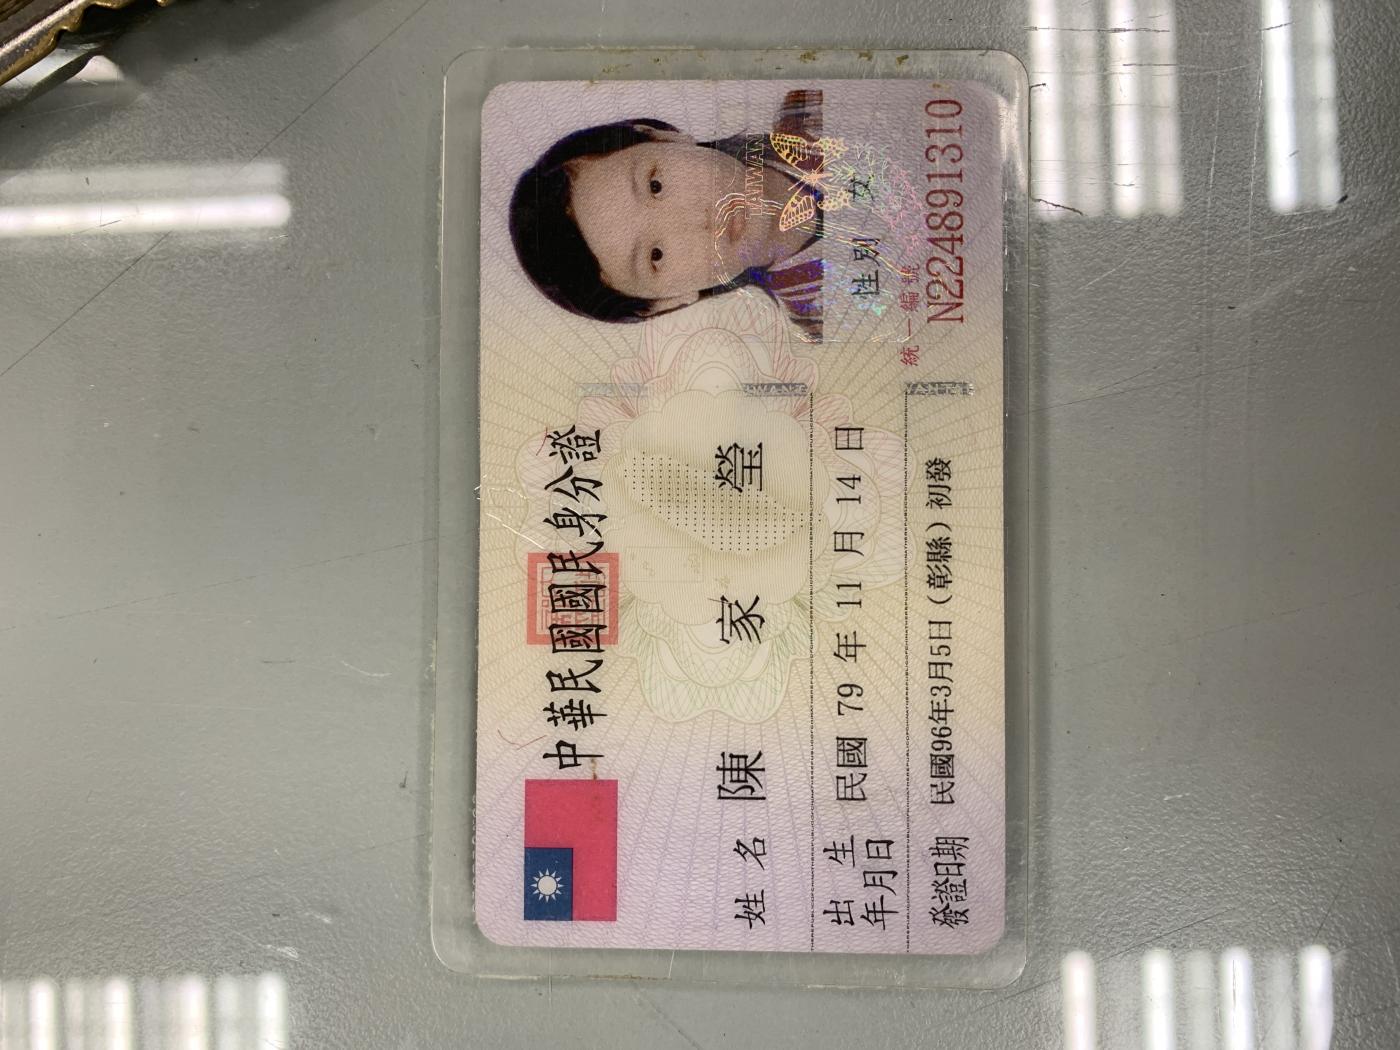 中華民國國民身分證
姓名 陳家瑩
出生年月日 民國 79 年 11 月 14 日
性別 女
發證日期 民國96年3月5日（彰縣）初發
統一編號
N224891310
TAIWAN